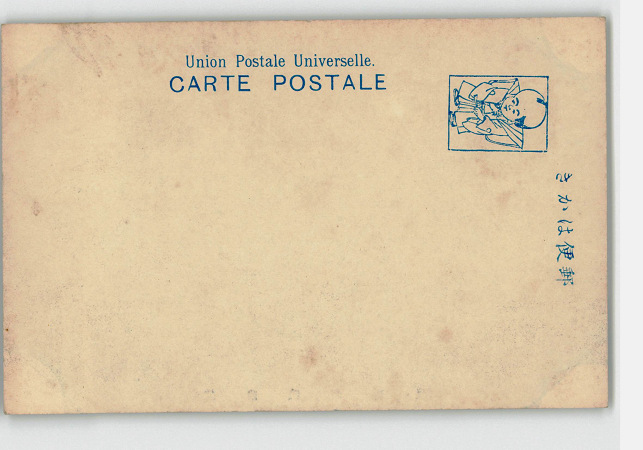 Union Postale Universelle.
CARTE POSTALE
きかは便郵